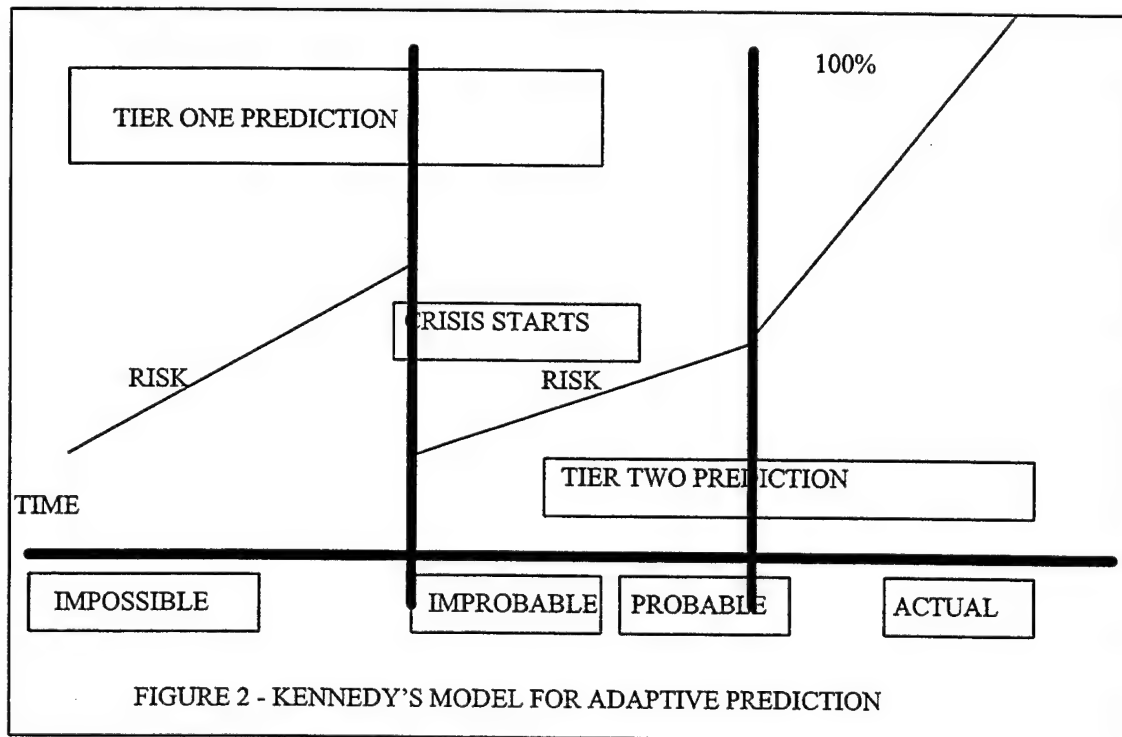 100%
TIER ONE PREDICTION
CRISIS STARTS
RISK
RISK
TIER TWO PREDICTION
TIME
IMPOSSIBLE
IMPROBABLE
PROBABLE
ACTUAL
FIGURE 2 - KENNEDY'S MODEL FOR ADAPTIVE PREDICTION